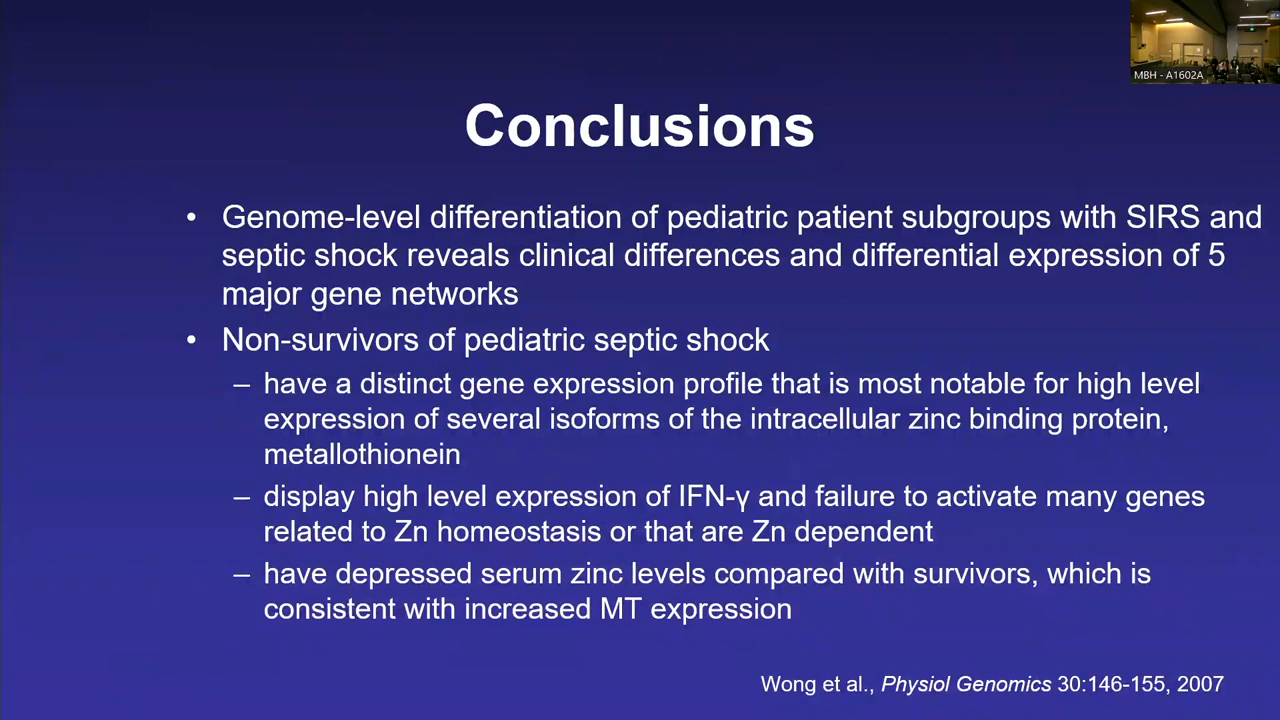 MBH - A1602A
Conclusions
• Genome-level differentiation of pediatric patient subgroups with SIRS and
septic shock reveals clinical differences and differential expression of 5
major gene networks
• Non-survivors of pediatric septic shock
– have a distinct gene expression profile that is most notable for high level
expression of several isoforms of the intracellular zinc binding protein,
metallothionein
– display high level expression of IFN-γ and failure to activate many genes
related to Zn homeostasis or that are Zn dependent
– have depressed serum zinc levels compared with survivors, which is
consistent with increased MT expression
Wong et al., Physiol Genomics 30:146-155, 2007